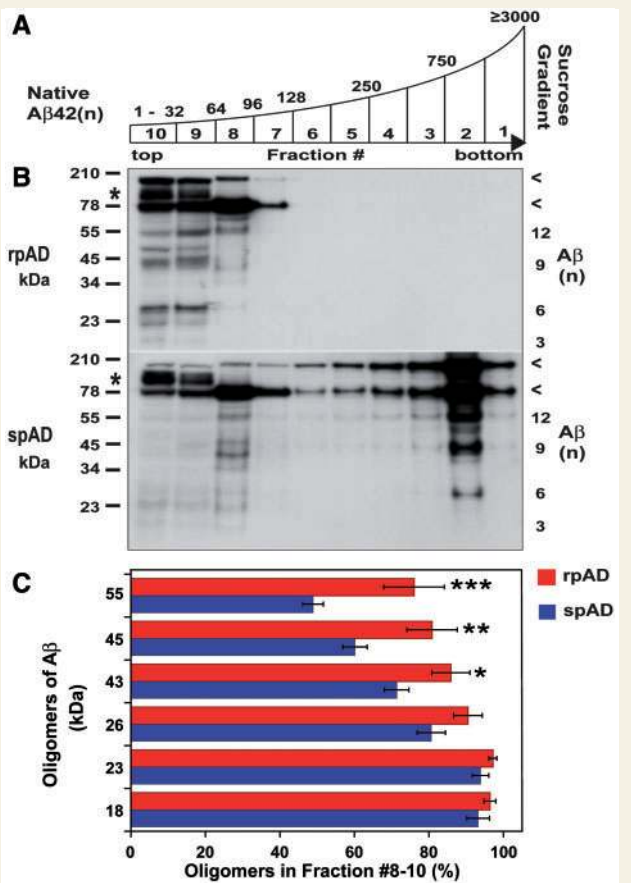 A
≥3000
750
250
128
96
64
1 - 32
Native
Aβ42(n)
Sucrose
Gradient
10 9 8 7 6 5 4 3 2 1
top Fraction # bottom
B
210 <
*
78 <
55 12
rpAD Aβ
kDa (n)
45 9
34
6
23
3
210 <
*
78 <
55 12
spAD Aβ
kDa (n)
45 9
34
6
23
3
C
rpAD
spAD
55 ***
45 **
43 *
26
23
18
Oligomers of Aβ
(kDa)
0 20 40 60 80 100
Oligomers in Fraction #8-10 (%)